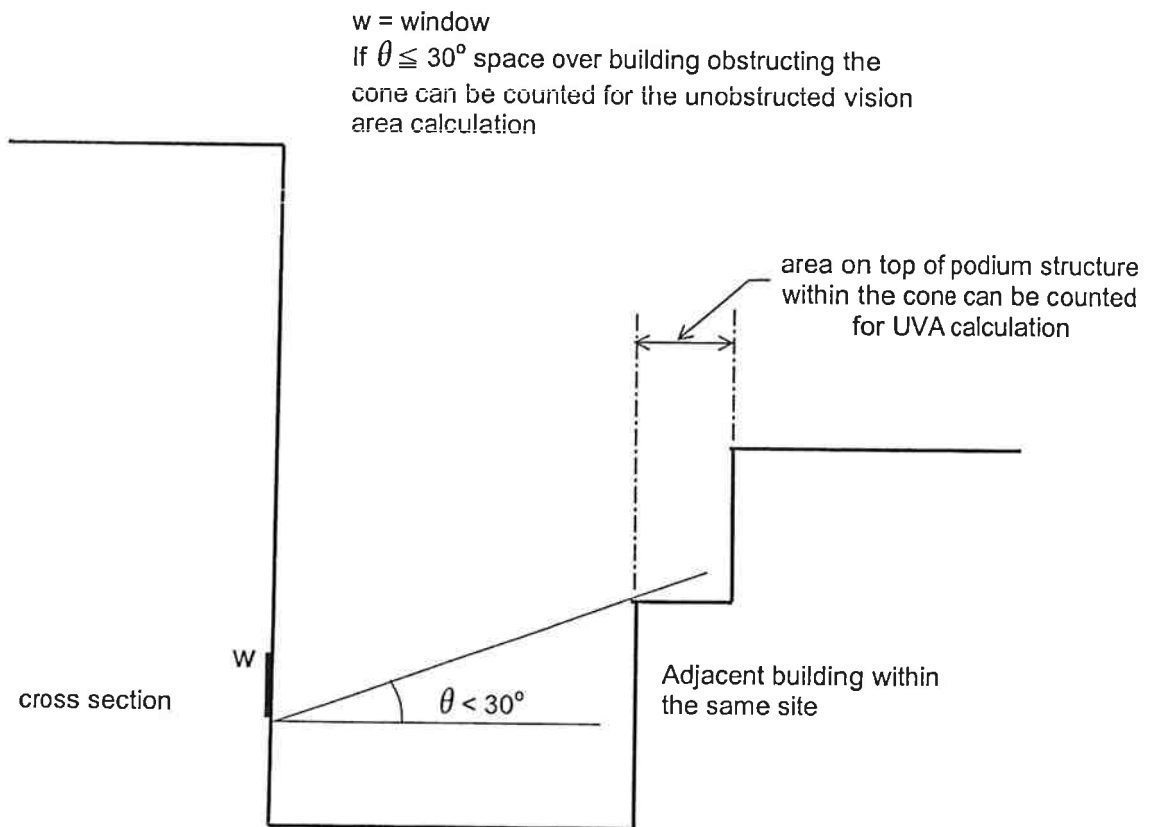 w = window
If θ ≦ 30° space over building obstructing the
cone can be counted for the unobstructed vision
area calculation
area on top of podium structure
within the cone can be counted
for UVA calculation
W
cross section
θ < 30°
Adjacent building within
the same site